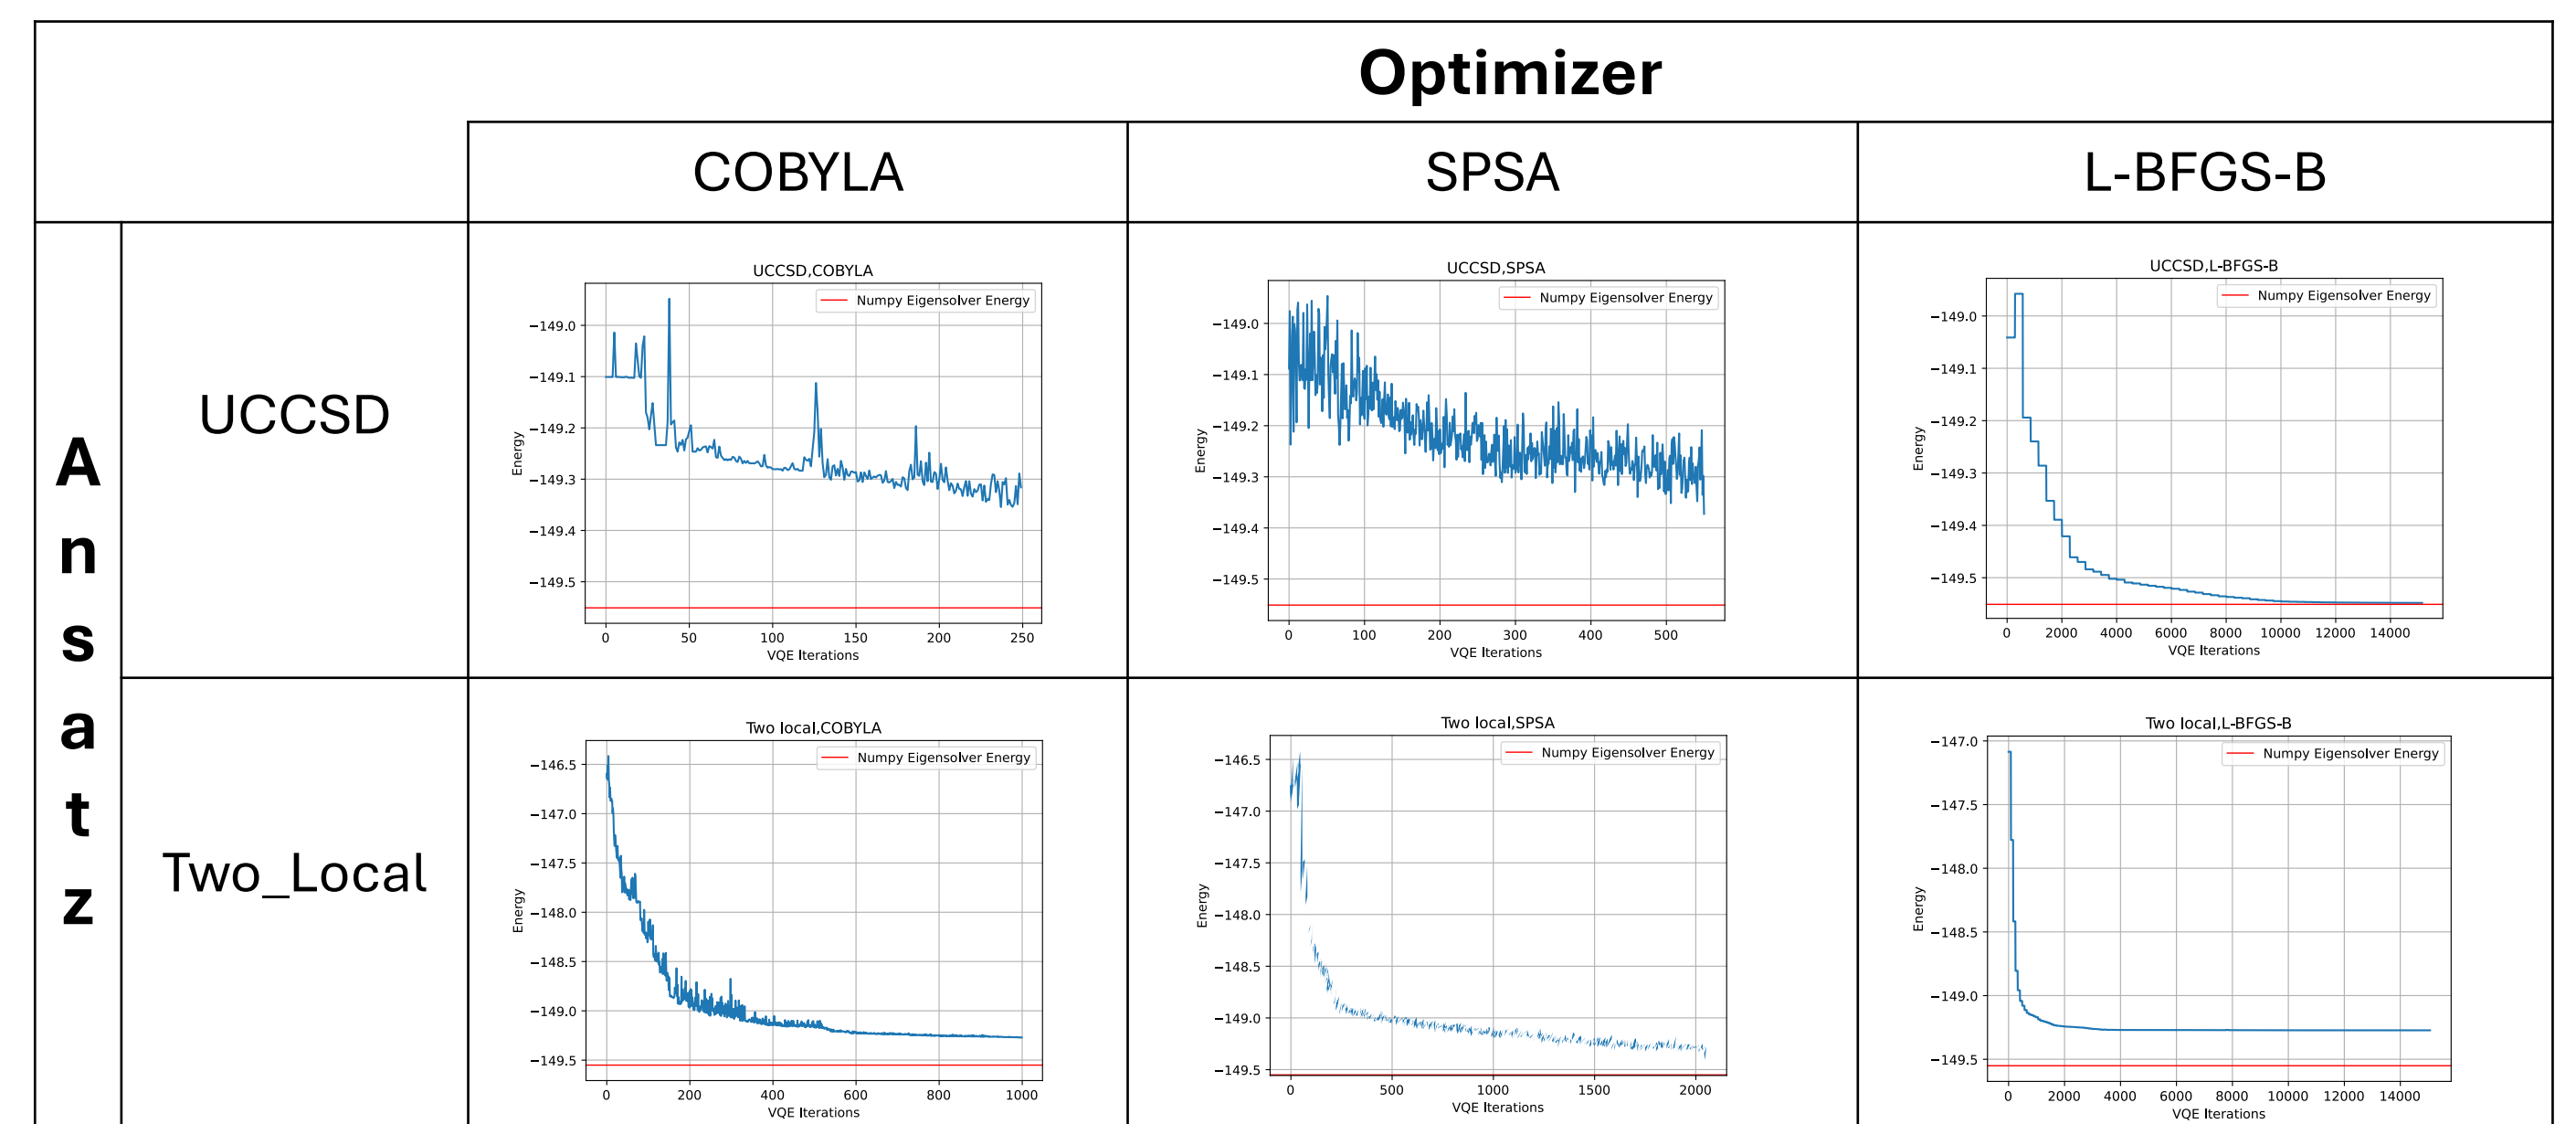 Optimizer
COBYLA
SPSA
L-BFGS-B
Ansatz
UCCSD
UCCSD,COBYLA
Numpy Eigensolver Energy
−149.0
−149.1
−149.2
−149.3
−149.4
−149.5
Energy
0 50 100 150 200 250
VQE Iterations
UCCSD,SPSA
Numpy Eigensolver Energy
−149.0
−149.1
−149.2
−149.3
−149.4
−149.5
Energy
0 100 200 300 400 500
VQE Iterations
UCCSD,L-BFGS-B
Numpy Eigensolver Energy
−149.0
−149.1
−149.2
−149.3
−149.4
−149.5
Energy
0 2000 4000 6000 8000 10000 12000 14000
VQE Iterations
Two_Local
Two local,COBYLA
Numpy Eigensolver Energy
−146.5
−147.0
−147.5
−148.0
−148.5
−149.0
−149.5
Energy
0 200 400 600 800 1000
VQE Iterations
Two local,SPSA
Numpy Eigensolver Energy
−146.5
−147.0
−147.5
−148.0
−148.5
−149.0
−149.5
Energy
0 500 1000 1500 2000
VQE Iterations
Two local,L-BFGS-B
Numpy Eigensolver Energy
−147.0
−147.5
−148.0
−148.5
−149.0
−149.5
Energy
0 2000 4000 6000 8000 10000 12000 14000
VQE Iterations